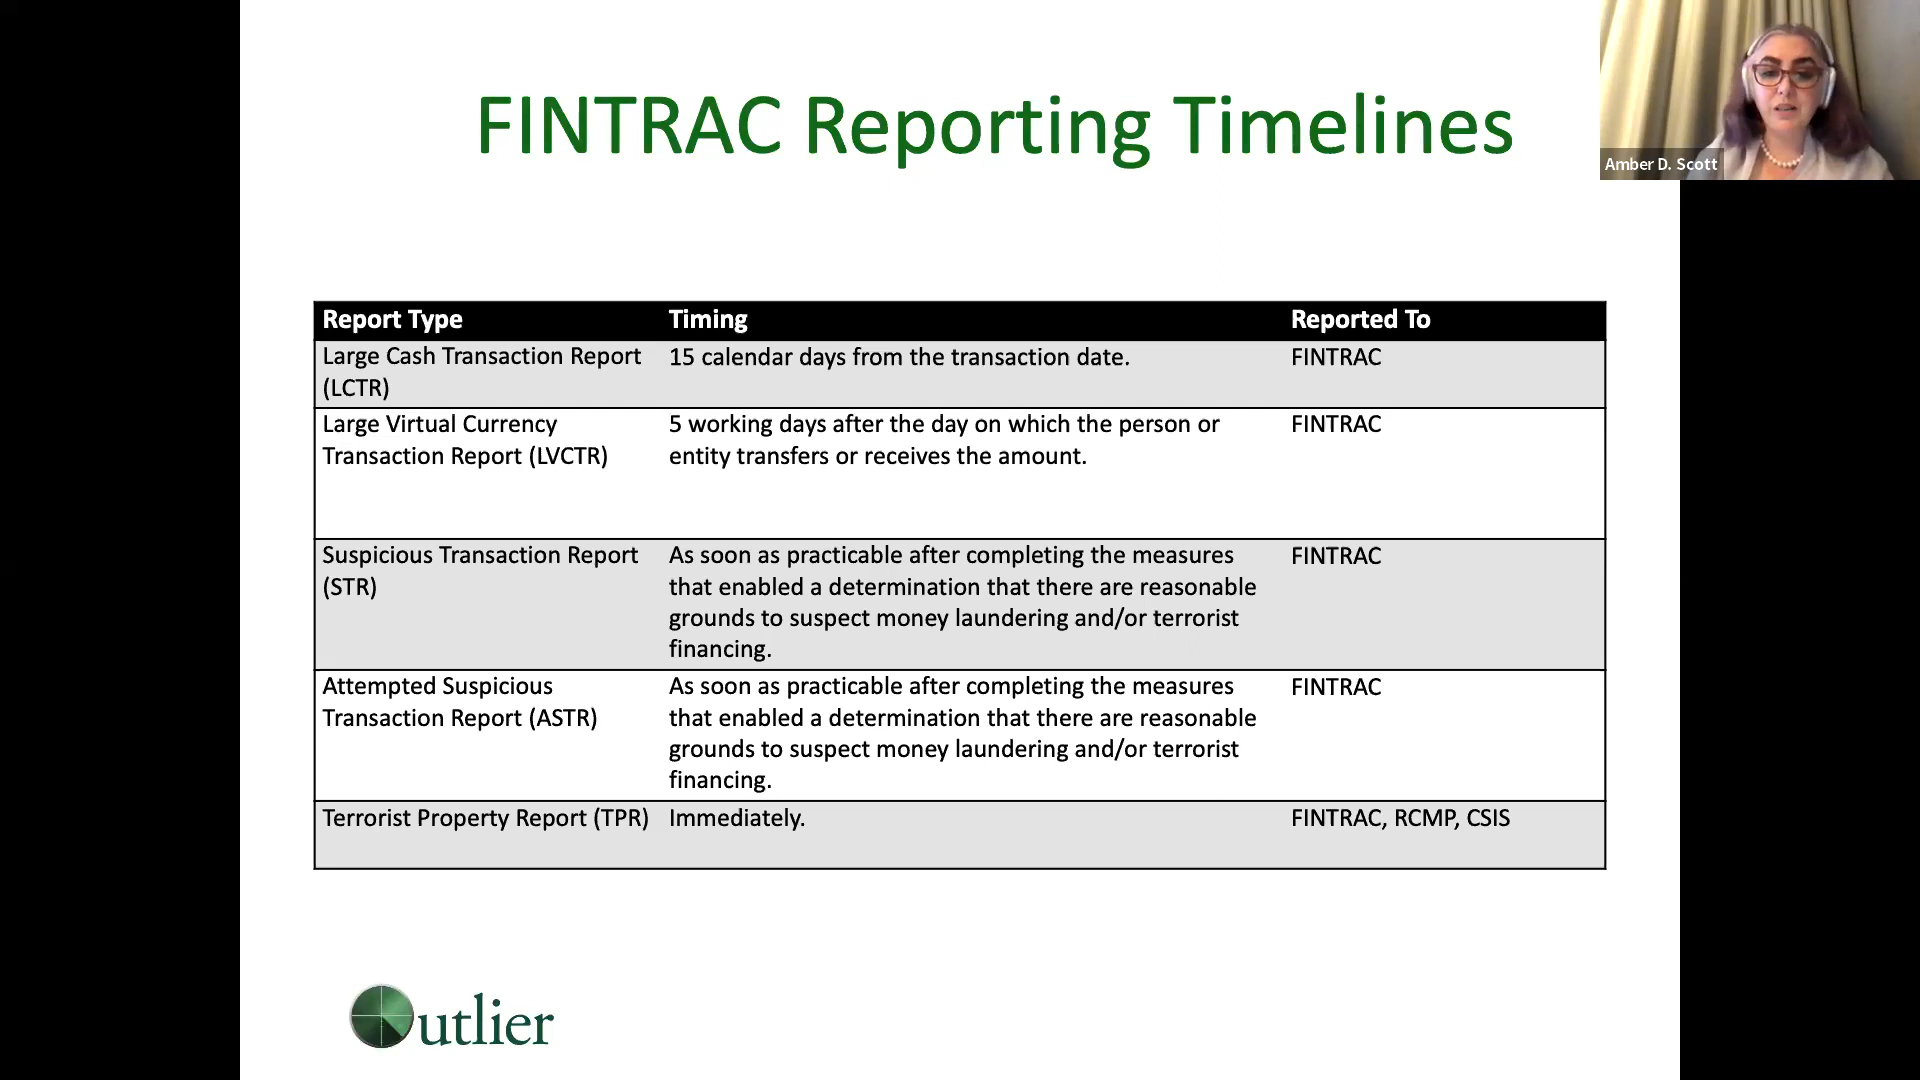 FINTRAC Reporting Timelines
Amber D. Scott
Report Type Timing Reported To
Large Cash Transaction Report
(LCTR)
15 calendar days from the transaction date.
FINTRAC
Large Virtual Currency
Transaction Report (LVCTR)
5 working days after the day on which the person or
entity transfers or receives the amount.
FINTRAC
Suspicious Transaction Report
(STR)
As soon as practicable after completing the measures
that enabled a determination that there are reasonable
grounds to suspect money laundering and/or terrorist
financing.
FINTRAC
Attempted Suspicious
Transaction Report (ASTR)
As soon as practicable after completing the measures
that enabled a determination that there are reasonable
grounds to suspect money laundering and/or terrorist
financing.
FINTRAC
Terrorist Property Report (TPR)
Immediately.
FINTRAC, RCMP, CSIS
Outlier